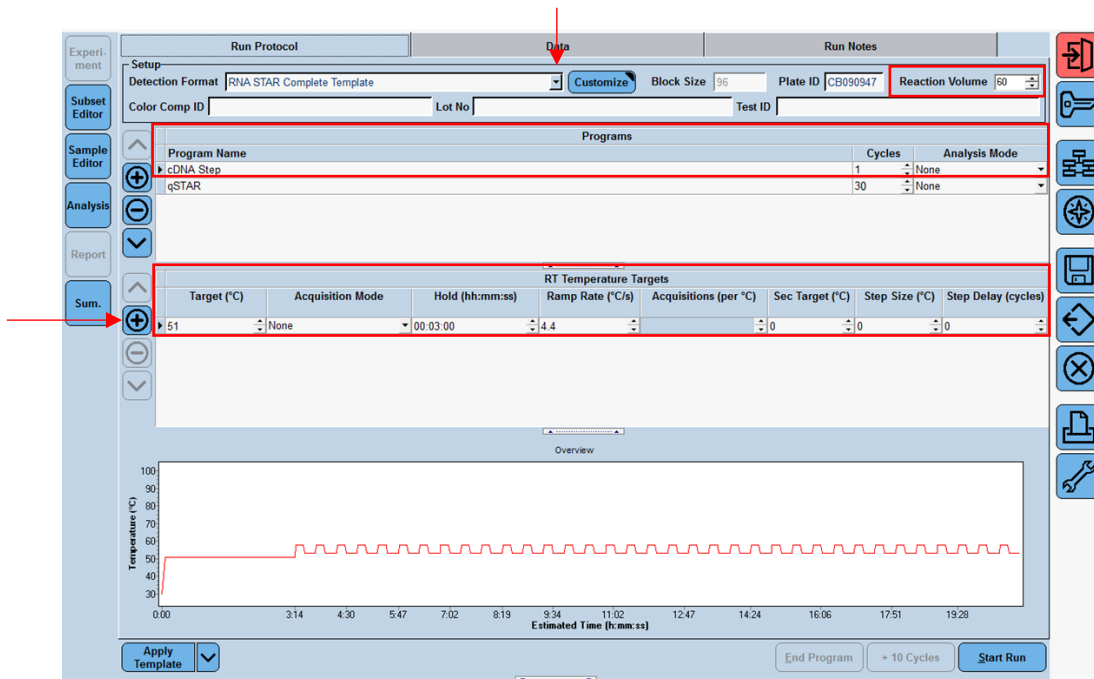 Experi-
ment
Subset
Editor
Sample
Editor
Analysis
Report
Sum.
Run Protocol Data Run Notes
Setup
Detection Format RNA STAR Complete Template Customize Block Size 96 Plate ID CB090947 Reaction Volume 60
Color Comp ID Lot No Test ID
Programs
Program Name Cycles Analysis Mode
cDNA Step 1 None
qSTAR 30 None
RT Temperature Targets
Target (°C) Acquisition Mode Hold (hh:mm:ss) Ramp Rate (°C/s) Acquisitions (per °C) Sec Target (°C) Step Size (°C) Step Delay (cycles)
51 None 00:03:00 4.4 0 0 0
Overview
Temperature (°C)
100
90
80
70
60
50
40
30
0:00 3:14 4:30 5:47 7:02 8:19 9:34 11:02 12:47 14:24 16:06 17:51 19:28
Estimated Time (h:mm:ss)
Apply
Template
End Program + 10 Cycles Start Run